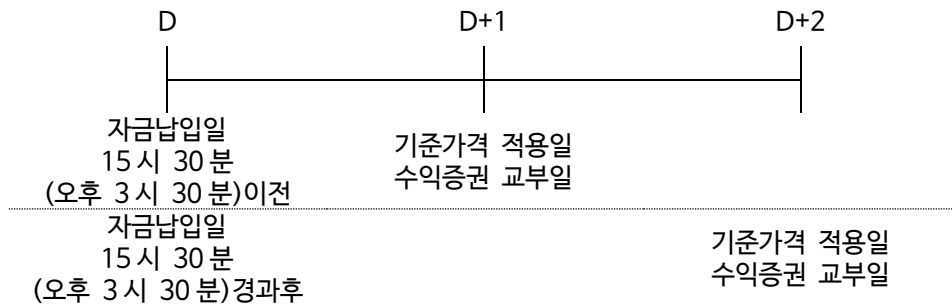 D D+1 D+2
자금납입일
15시 30분
(오후 3시 30분)이전
기준가격 적용일
수익증권 교부일
자금납입일
15시 30분
(오후 3시 30분)경과후
기준가격 적용일
수익증권 교부일